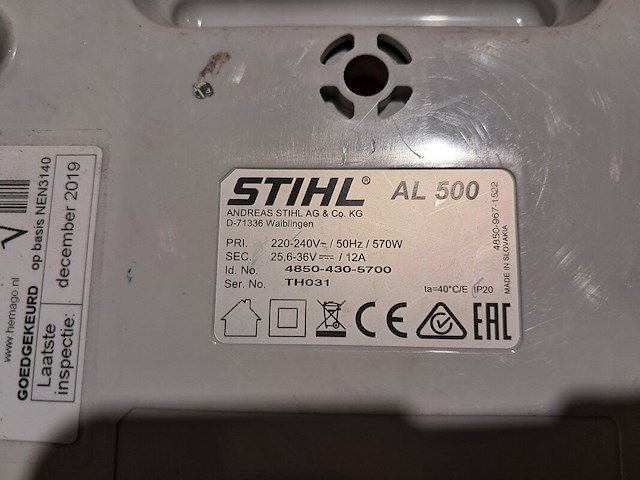 STIHL® AL 500
ANDREAS STIHL AG & Co. KG
D-71336 Waiblingen
PRI. 220-240V~ / 50Hz / 570W
SEC. 25,6-36V⎓ / 12A
Id. No. 4850-430-5700
Ser. No. TH031
ta=40°C/E IP20
4850-967-1522
MADE IN SLOVAKIA
CE
EAC
www.hemago.nl
GOEDGEKEURD op basis NEN3140
Laatste
inspectie: december 2019